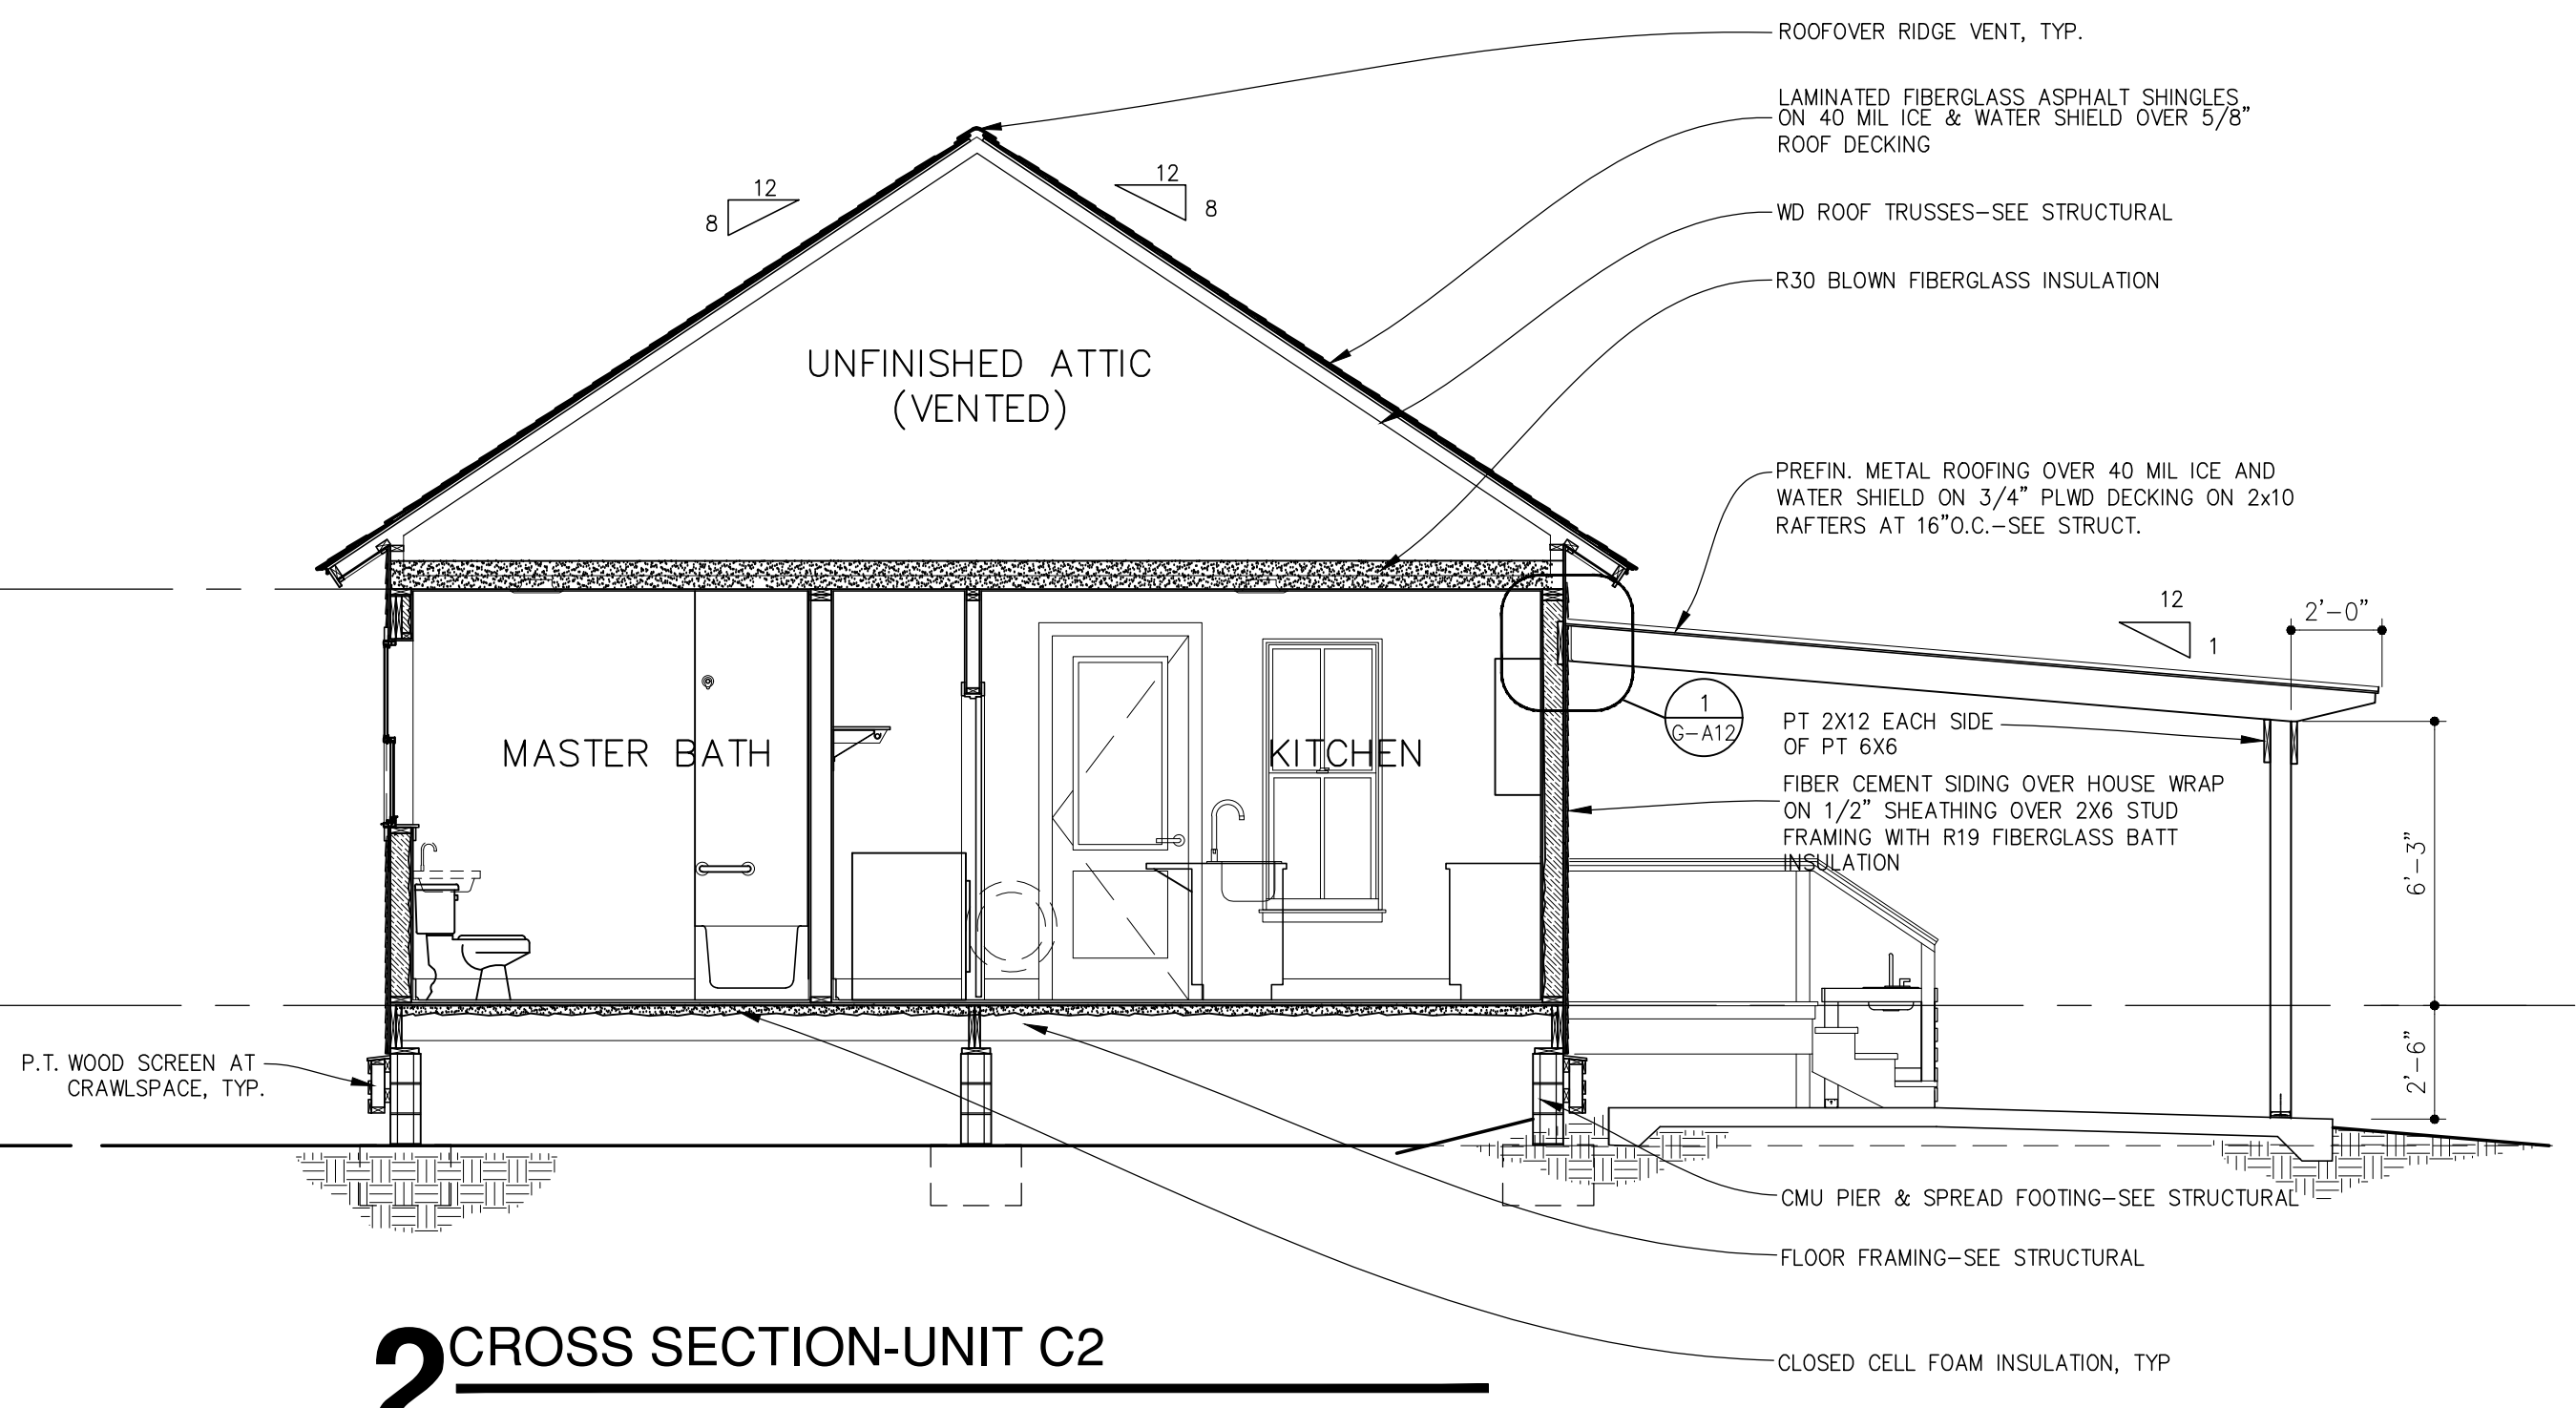 ROOFOVER RIDGE VENT, TYP.
LAMINATED FIBERGLASS ASPHALT SHINGLES
ON 40 MIL ICE & WATER SHIELD OVER 5/8"
ROOF DECKING
12
8
12
8
WD ROOF TRUSSES-SEE STRUCTURAL
R30 BLOWN FIBERGLASS INSULATION
UNFINISHED ATTIC
(VENTED)
PREFIN. METAL ROOFING OVER 40 MIL ICE AND
WATER SHIELD ON 3/4" PLWD DECKING ON 2x10
RAFTERS AT 16"O.C.-SEE STRUCT.
12
1
2'-0"
1
G-A12
PT 2X12 EACH SIDE
OF PT 6X6
MASTER BATH
KITCHEN
FIBER CEMENT SIDING OVER HOUSE WRAP
ON 1/2" SHEATHING OVER 2X6 STUD
FRAMING WITH R19 FIBERGLASS BATT
INSULATION
6'-3"
2'-6"
P.T. WOOD SCREEN AT
CRAWLSPACE, TYP.
CMU PIER & SPREAD FOOTING-SEE STRUCTURAL
FLOOR FRAMING-SEE STRUCTURAL
CLOSED CELL FOAM INSULATION, TYP
2 CROSS SECTION-UNIT C2